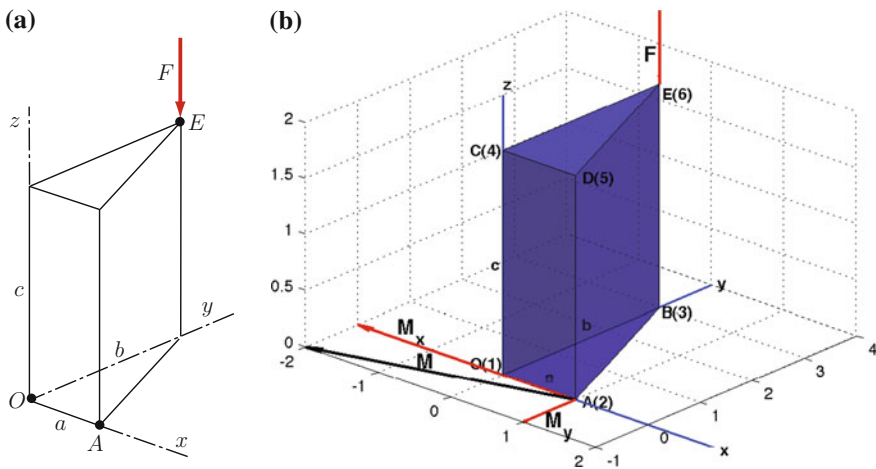 (a)
F
E
z
c
y
b
O
a
A
x
(b)
F
z
E(6)
C(4)
D(5)
c
b
y
B(3)
M x
M
O(1)
a
A(2)
M y
x
2
1.5
1
0.5
0
-2
-1
0
1
2
-1
0
1
2
3
4